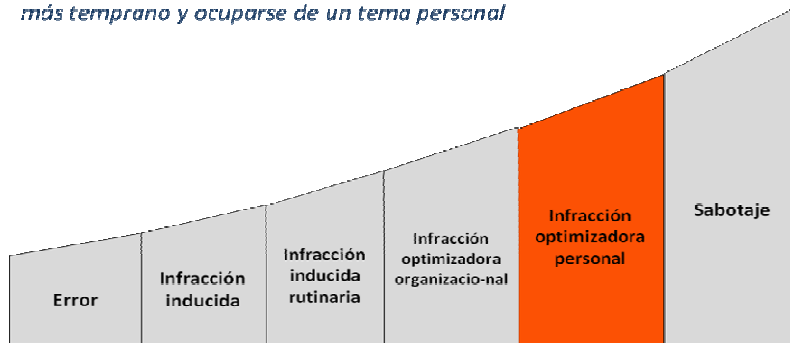 más temprano y ocuparse de un tema personal
Error
Infracción
inducida
Infracción
inducida
rutinaria
Infracción
optimizadora
organizacio-nal
Infracción
optimizadora
personal
Sabotaje